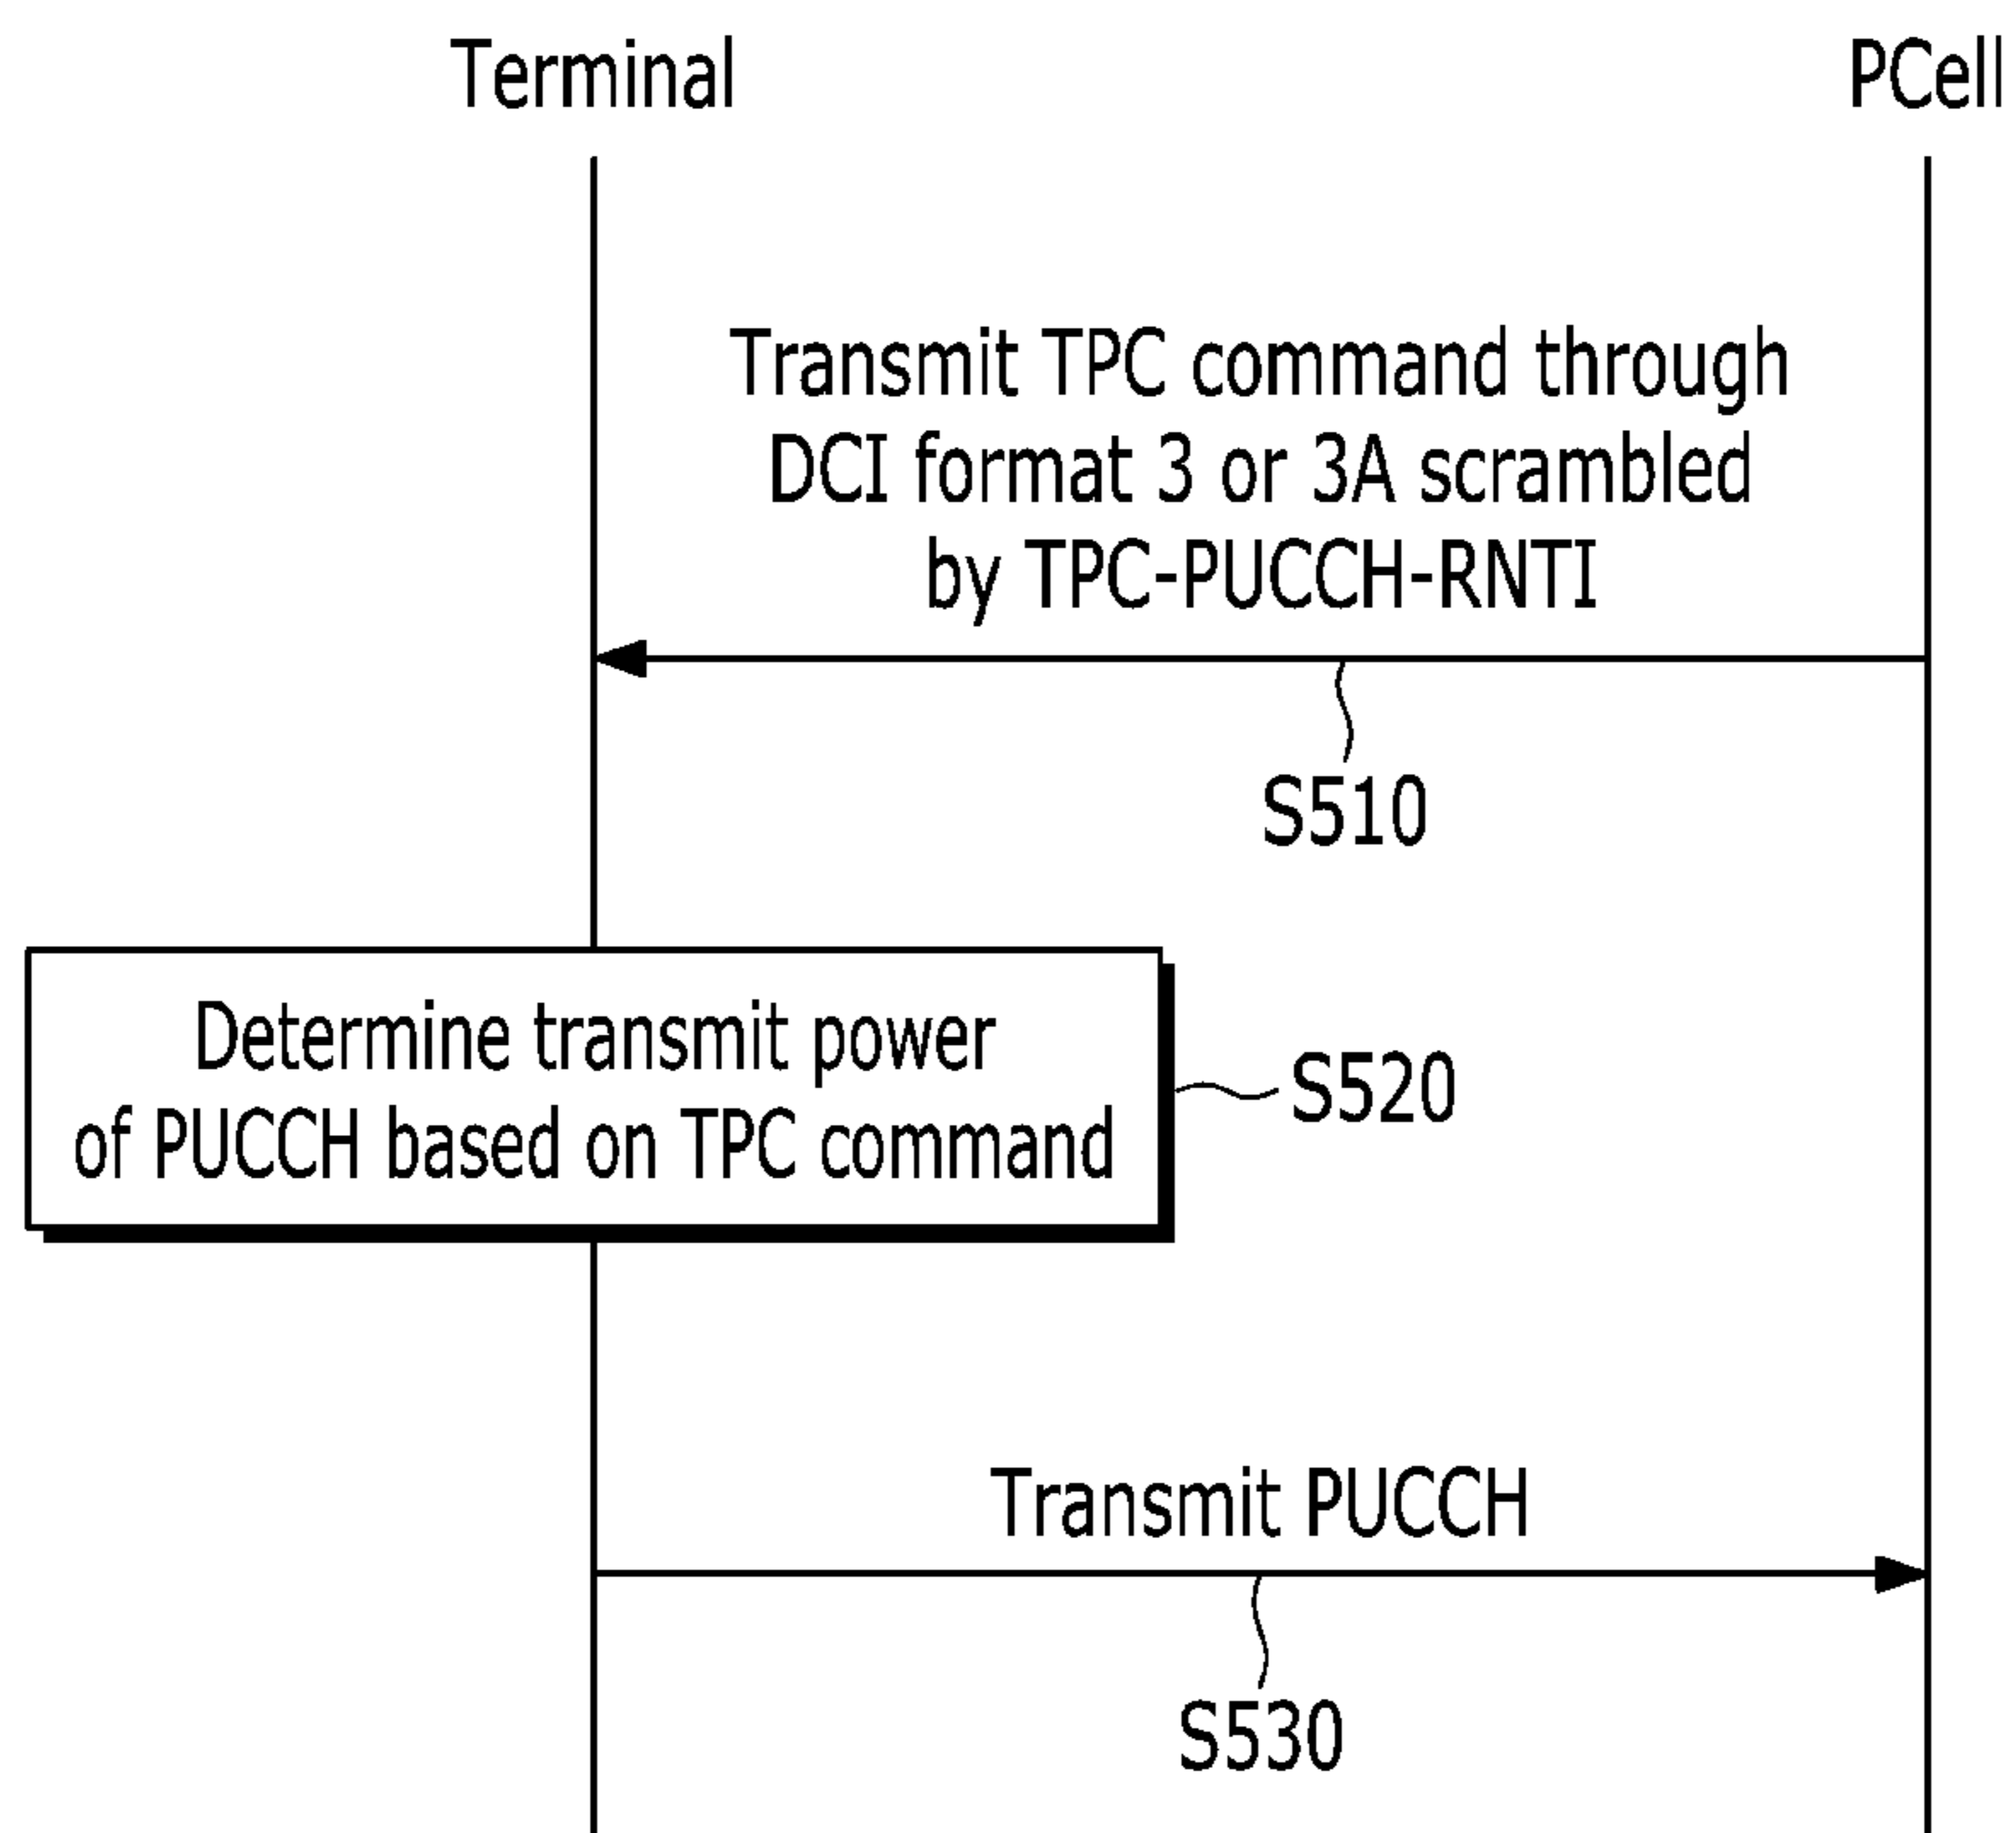 Terminal
PCell
Transmit TPC command through
DCI format 3 or 3A scrambled
by TPC-PUCCH-RNTI
S510
Determine transmit power
of PUCCH based on TPC command
S520
Transmit PUCCH
S530